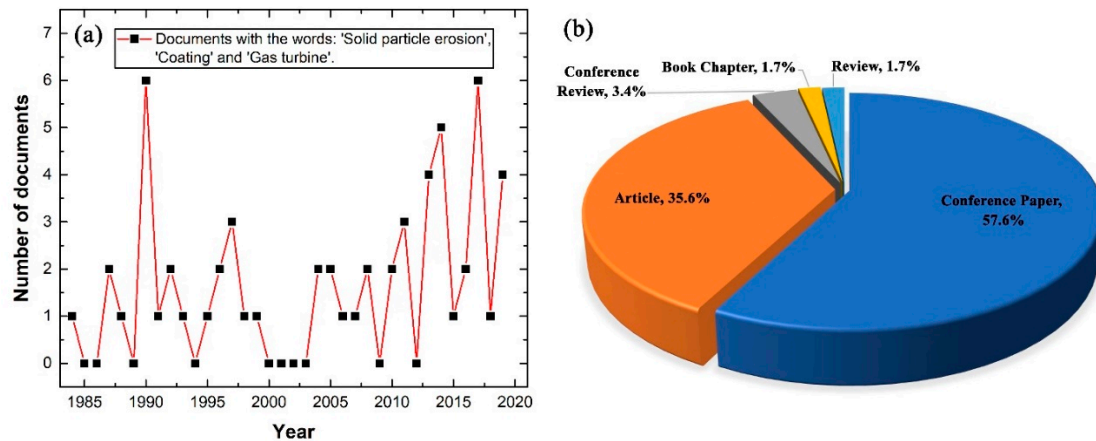 (a)
Documents with the words: 'Solid particle erosion',
'Coating' and 'Gas turbine'.
Number of documents
7
6
5
4
3
2
1
0
1985 1990 1995 2000 2005 2010 2015 2020
Year
(b)
Conference
Review, 3.4%
Book Chapter, 1.7%
Review, 1.7%
Article, 35.6%
Conference Paper,
57.6%